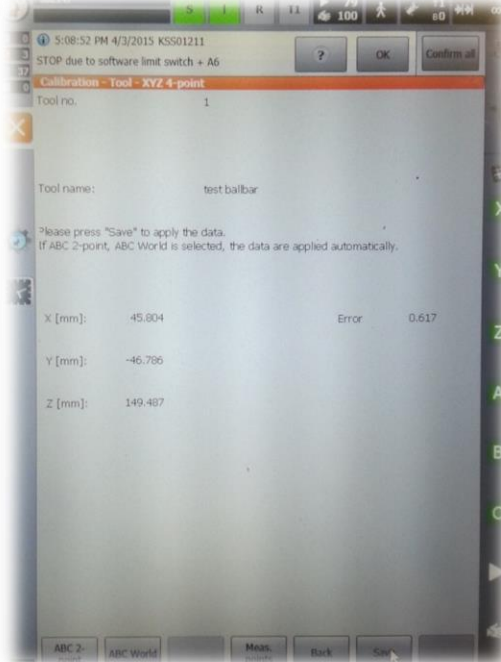 S I R T1 100 60
5:08:52 PM 4/3/2015 KSS01211
STOP due to software limit switch + A6
? OK Confirm all
Calibration - Tool - XYZ 4-point
Tool no. 1
Tool name: test ballbar
Please press "Save" to apply the data.
If ABC 2-point, ABC World is selected, the data are applied automatically.
X [mm]: 45.804 Error 0.617
Y [mm]: -46.786
Z [mm]: 149.487
X
Y
Z
A
B
C
ABC 2-point ABC World Meas. points Back Save